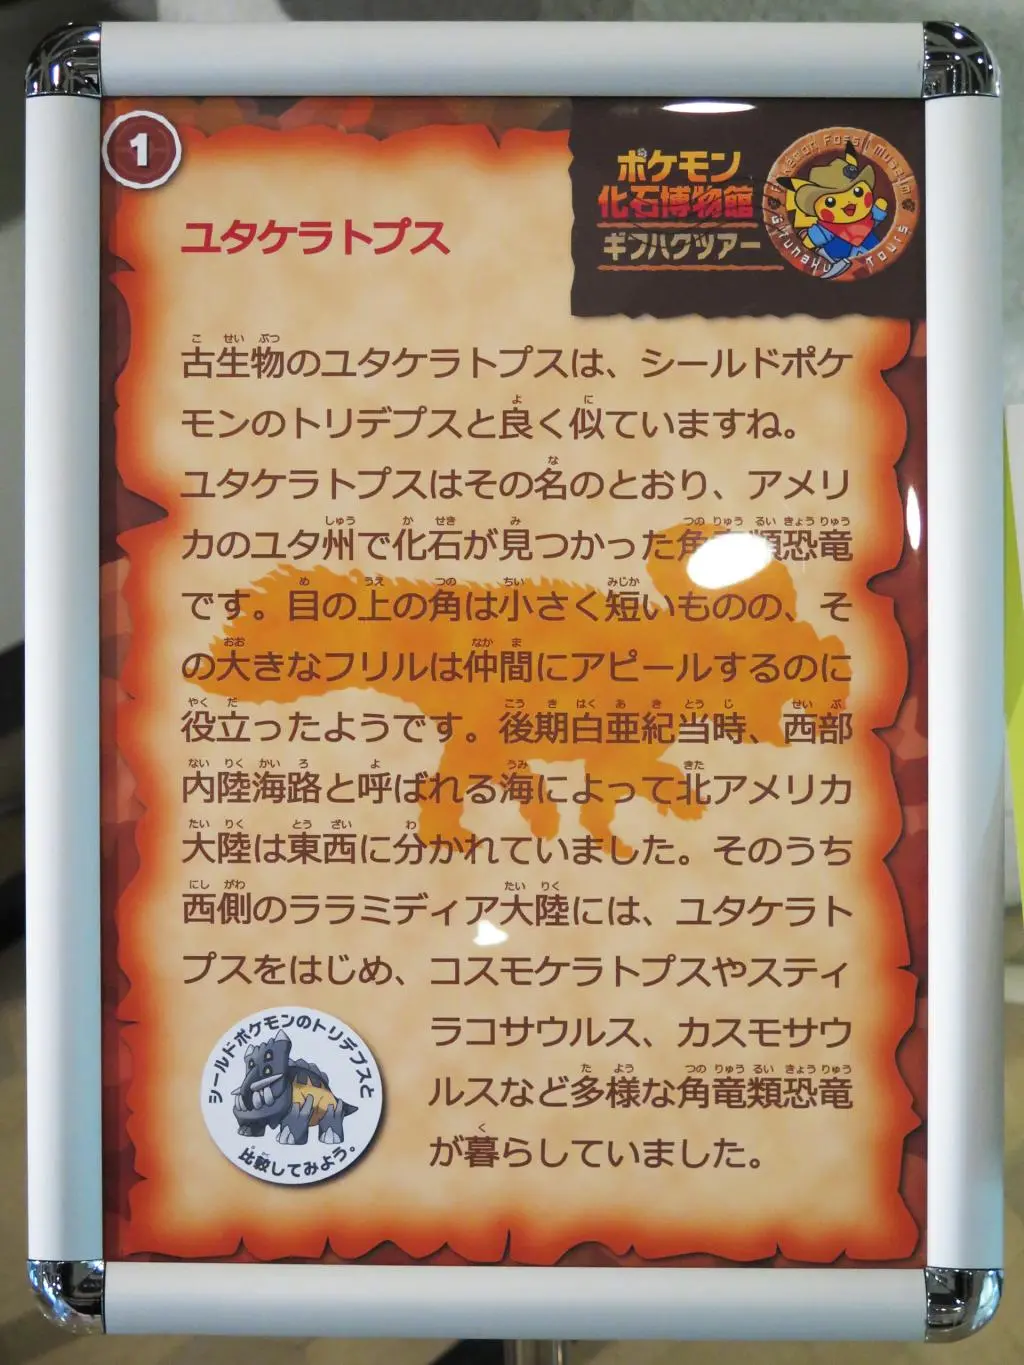 1
ポケモン
化石博物館
ギフハクツアー
Pokémon Fossil Museum
Gifuhaku Tours
ユタケラトプス
古生物のユタケラトプスは、シールドポケ
モンのトリデプスと良く似ていますね。
ユタケラトプスはその名のとおり、アメリ
カのユタ州で化石が見つかった角竜類恐竜
です。目の上の角は小さく短いものの、そ
の大きなフリルは仲間にアピールするのに
役立ったようです。後期白亜紀当時、西部
内陸海路と呼ばれる海によって北アメリカ
大陸は東西に分かれていました。そのうち
西側のララミディア大陸には、ユタケラト
プスをはじめ、コスモケラトプスやスティ
ラコサウルス、カスモサウ
ルスなど多様な角竜類恐竜
が暮らしていました。
シールドポケモンのトリデプスと
比較してみよう。